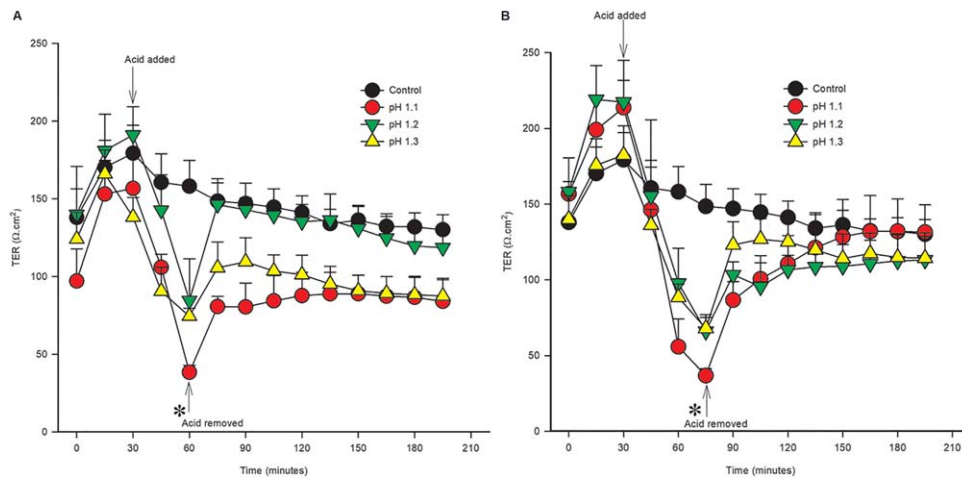 A
Acid added
250
200
150
100
50
0
TER (Ω.cm²)
Control
pH 1.1
pH 1.2
pH 1.3
*
Acid removed
0 30 60 90 120 150 180 210
Time (minutes)
B
Acid added
250
200
150
100
50
0
TER (Ω.cm²)
Control
pH 1.1
pH 1.2
pH 1.3
*
Acid removed
0 30 60 90 120 150 180 210
Time (minutes)